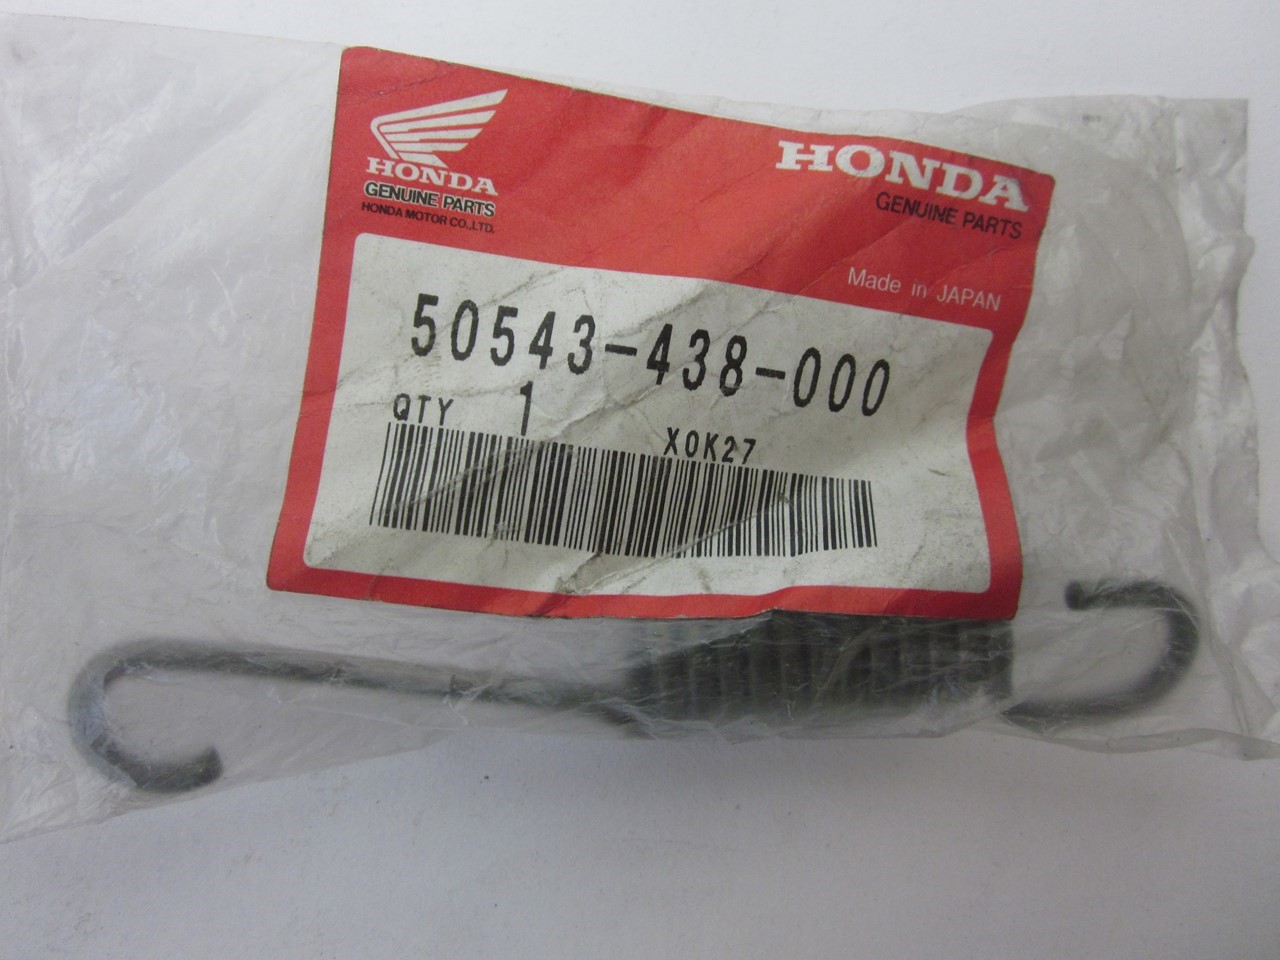 HONDA
GENUINE PARTS
HONDA MOTOR CO.,LTD.
HONDA
GENUINE PARTS
Made in JAPAN
50543-438-000
QTY 1
X0K27